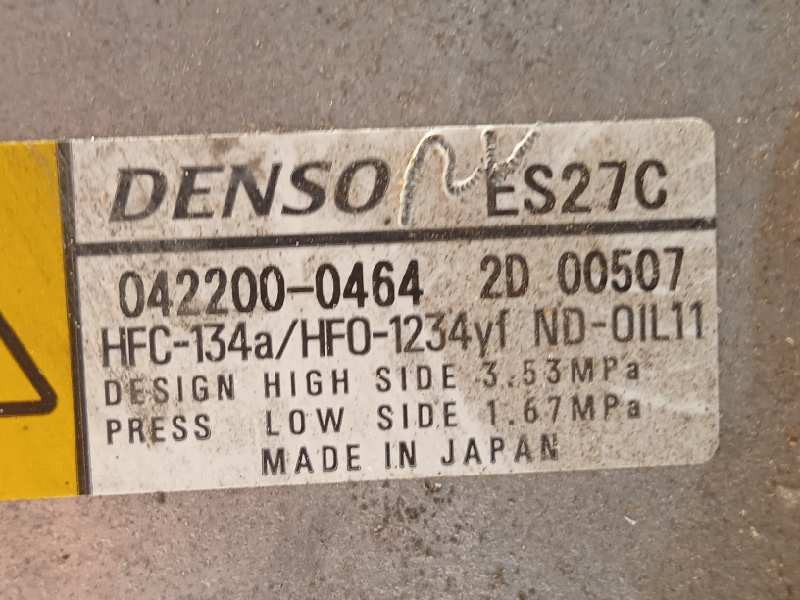 DENSO ES27C
042200-0464 2D 00507
HFC-134a/HFO-1234yf ND-OIL11
DESIGN HIGH SIDE 3.53MPa
PRESS LOW SIDE 1.67MPa
MADE IN JAPAN